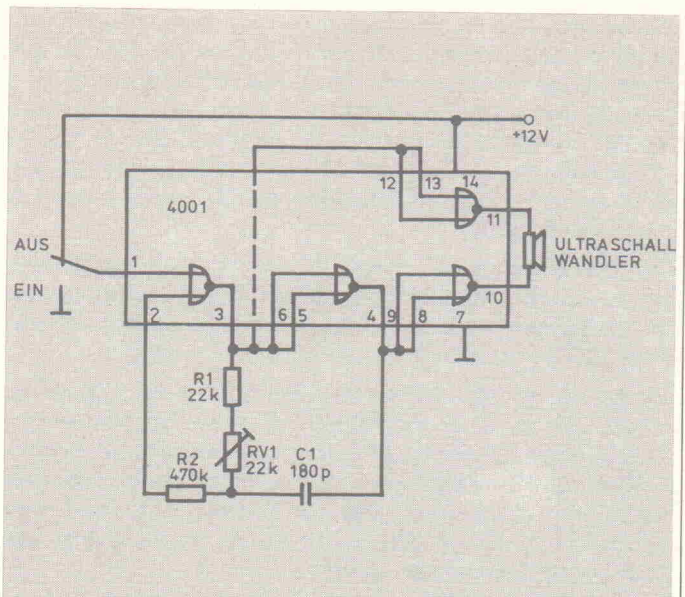 +12V
12 13 14
4001
11
AUS
1
ULTRASCHALL
WANDLER
EIN
10
2 3 6 5 4 9 8 7
R1
22k
R2
470k
RV1
22k
C1
180p